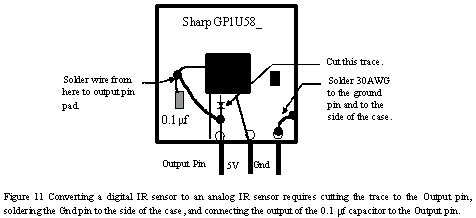 Sharp GP1U58_
Cut this trace.
Solder wire from
here to output pin
pad.
Solder 30AWG
to the ground
pin and to the
side of the case.
0.1 μf
Output Pin
5V
Gnd
Figure 11 Converting a digital IR sensor to an analog IR sensor requires cutting the trace to the Output pin,
soldering the Gnd pin to the side of the case, and connecting the output of the 0.1 μf capacitor to the Output pin.